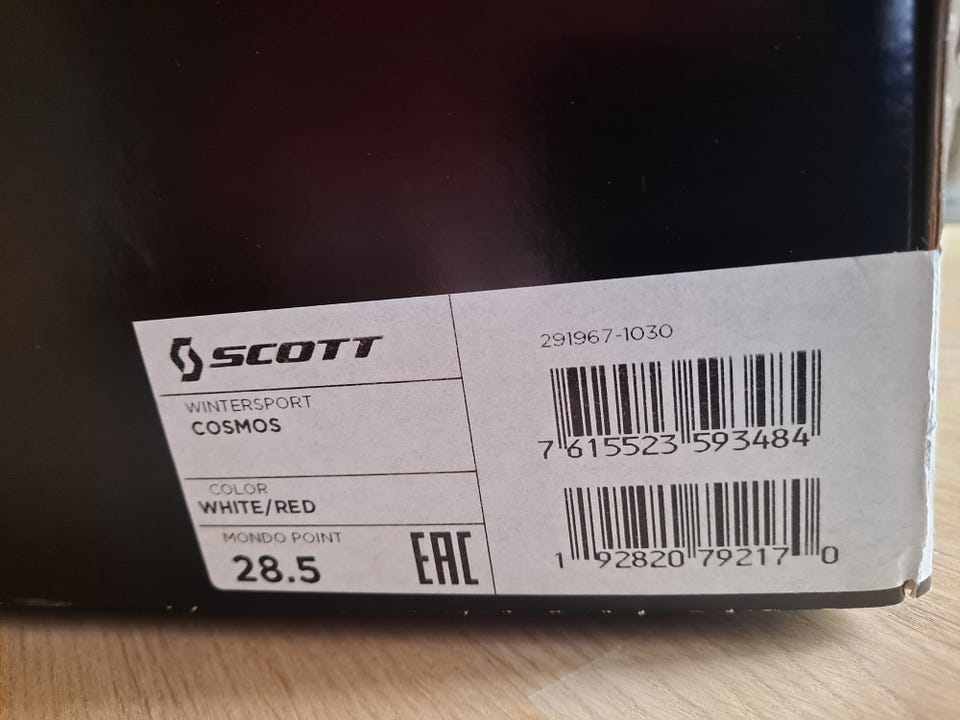 SCOTT
WINTERSPORT
COSMOS
COLOR
WHITE/RED
MONDO POINT
28.5
EAC
291967-1030
7 615523 593484
1 92820 79217 0